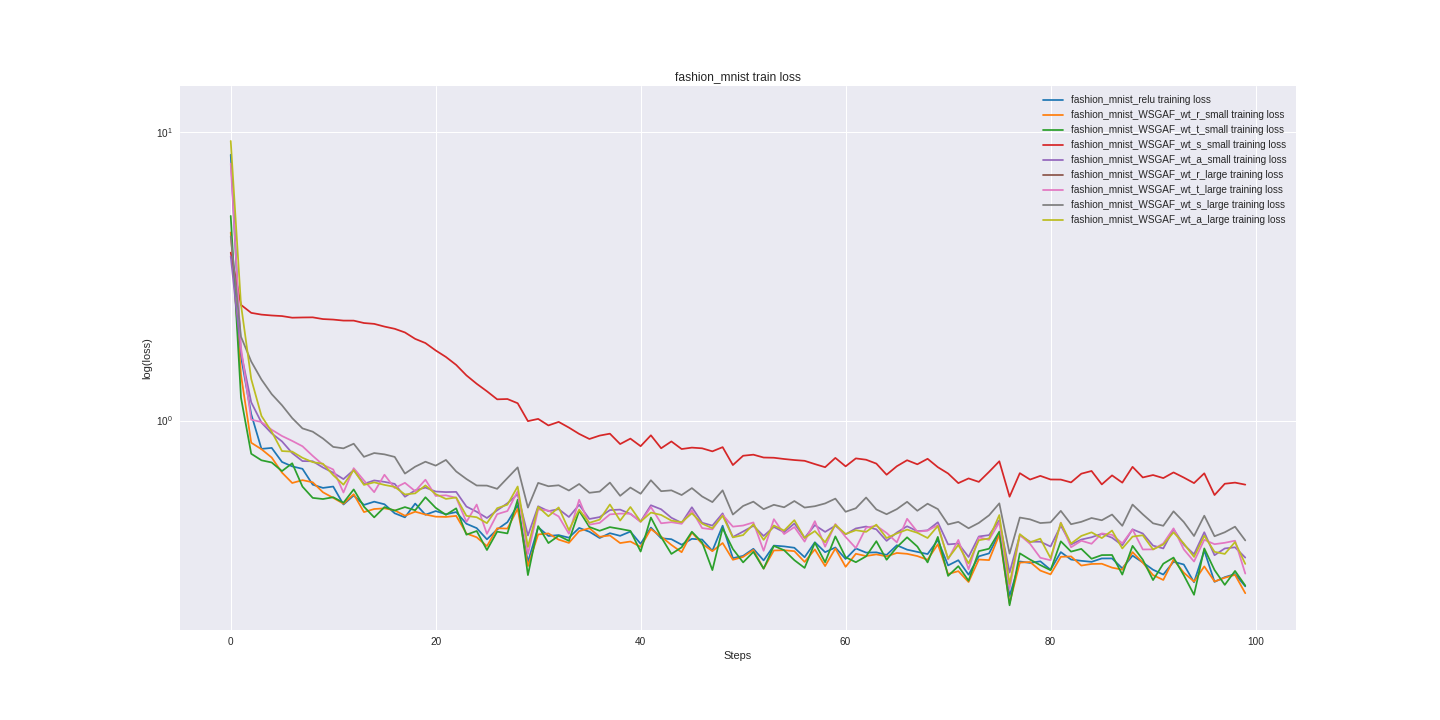 fashion_mnist train loss
fashion_mnist_relu training loss
fashion_mnist_WSGAF_wt_r_small training loss
fashion_mnist_WSGAF_wt_t_small training loss
fashion_mnist_WSGAF_wt_s_small training loss
fashion_mnist_WSGAF_wt_a_small training loss
fashion_mnist_WSGAF_wt_r_large training loss
fashion_mnist_WSGAF_wt_t_large training loss
fashion_mnist_WSGAF_wt_s_large training loss
fashion_mnist_WSGAF_wt_a_large training loss
10¹
10⁰
log(loss)
0 20 40 60 80 100
Steps